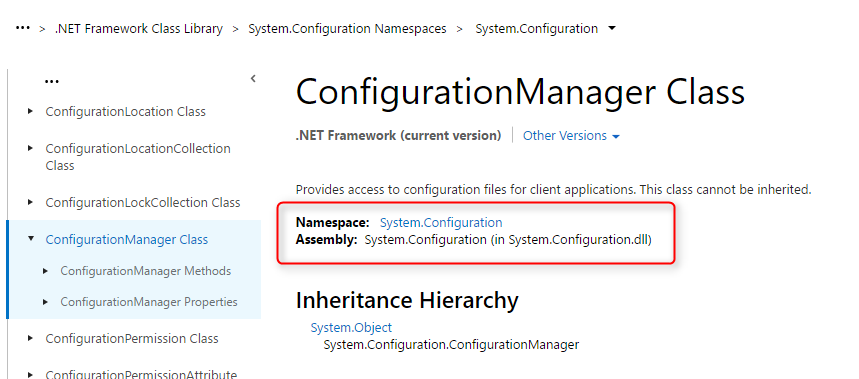 ... > .NET Framework Class Library > System.Configuration Namespaces > System.Configuration
...
ConfigurationLocation Class
ConfigurationLocationCollection
Class
ConfigurationLockCollection Class
ConfigurationManager Class
ConfigurationManager Methods
ConfigurationManager Properties
ConfigurationPermission Class
ConfigurationPermissionAttribute
ConfigurationManager Class
.NET Framework (current version) | Other Versions
Provides access to configuration files for client applications. This class cannot be inherited.
Namespace: System.Configuration
Assembly: System.Configuration (in System.Configuration.dll)
Inheritance Hierarchy
System.Object
System.Configuration.ConfigurationManager